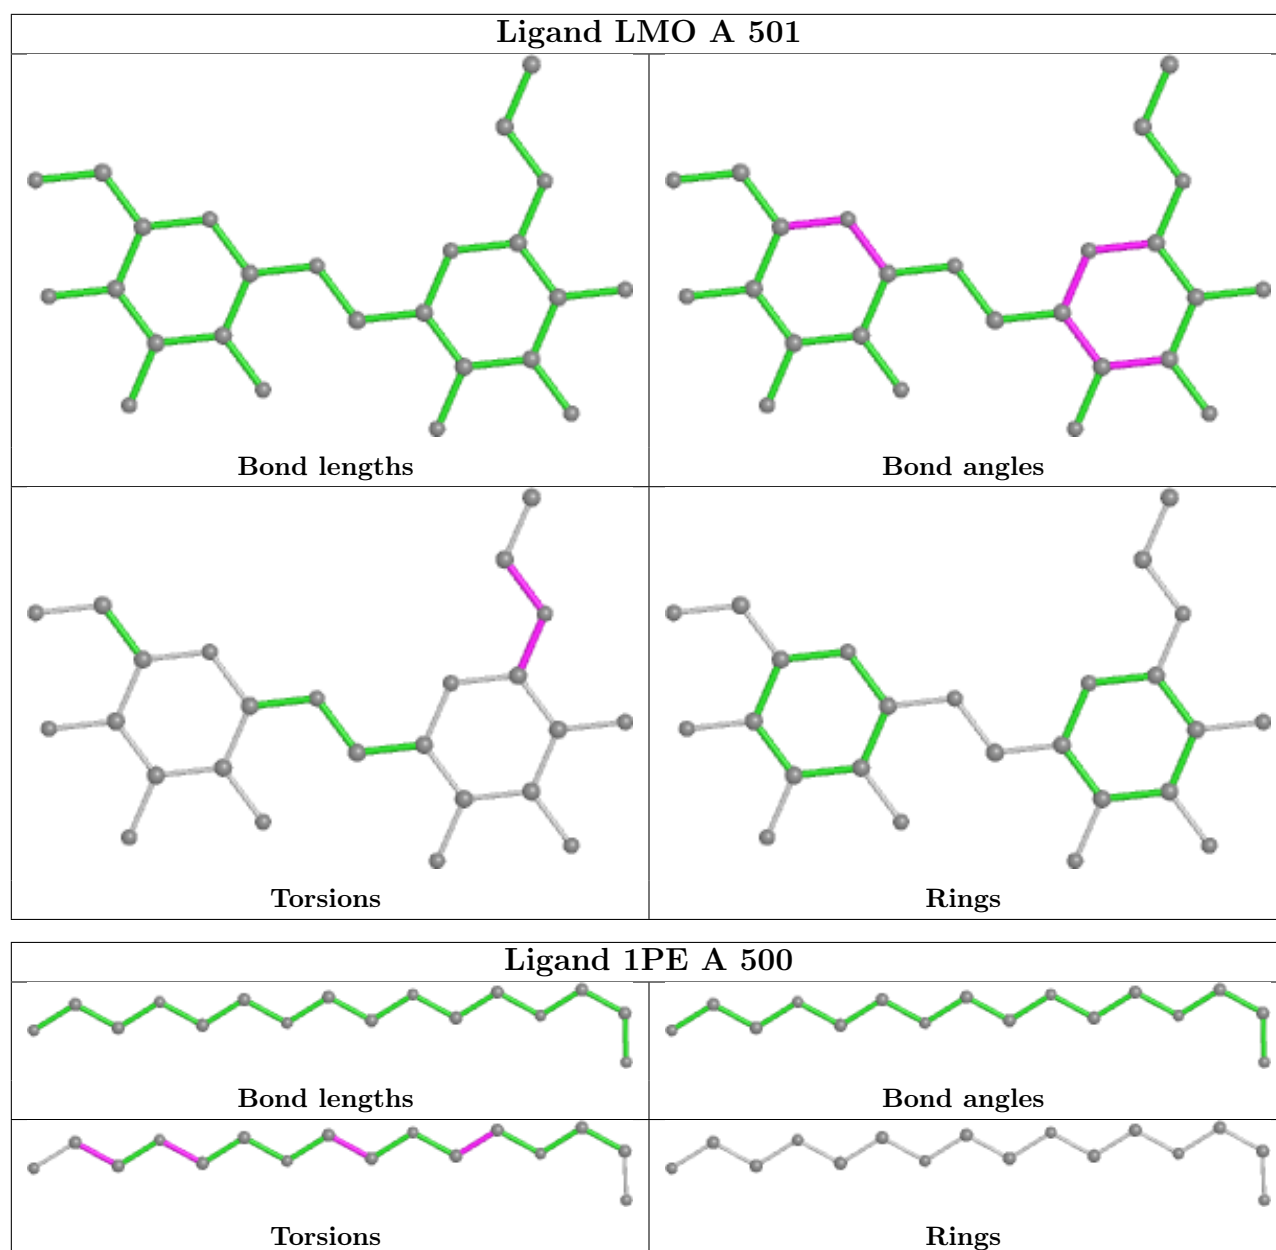 Ligand LMO A 501
Bond lengths
Bond angles
Torsions
Rings
Ligand 1PE A 500
Bond lengths
Bond angles
Torsions
Rings